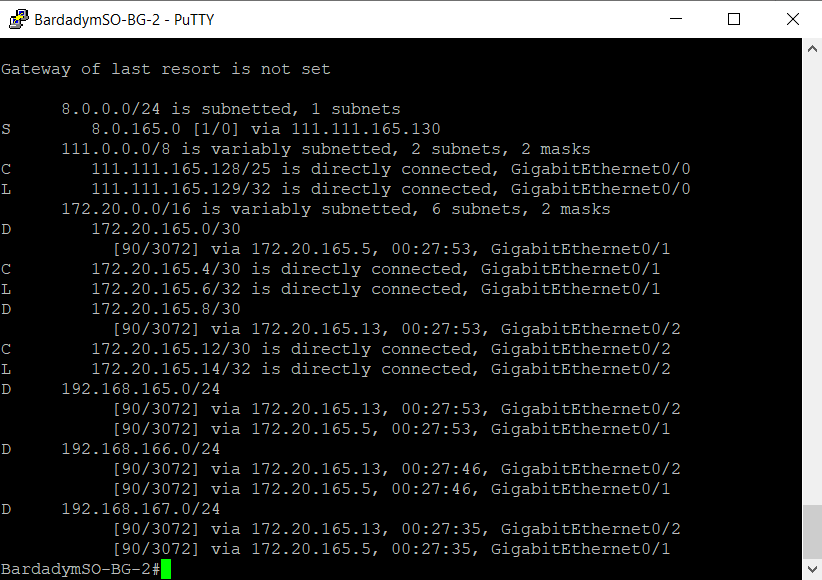 BardadymSO-BG-2 - PuTTY
Gateway of last resort is not set
8.0.0.0/24 is subnetted, 1 subnets
S 8.0.165.0 [1/0] via 111.111.165.130
111.0.0.0/8 is variably subnetted, 2 subnets, 2 masks
C 111.111.165.128/25 is directly connected, GigabitEthernet0/0
L 111.111.165.129/32 is directly connected, GigabitEthernet0/0
172.20.0.0/16 is variably subnetted, 6 subnets, 2 masks
D 172.20.165.0/30
[90/3072] via 172.20.165.5, 00:27:53, GigabitEthernet0/1
C 172.20.165.4/30 is directly connected, GigabitEthernet0/1
L 172.20.165.6/32 is directly connected, GigabitEthernet0/1
D 172.20.165.8/30
[90/3072] via 172.20.165.13, 00:27:53, GigabitEthernet0/2
C 172.20.165.12/30 is directly connected, GigabitEthernet0/2
L 172.20.165.14/32 is directly connected, GigabitEthernet0/2
D 192.168.165.0/24
[90/3072] via 172.20.165.13, 00:27:53, GigabitEthernet0/2
[90/3072] via 172.20.165.5, 00:27:53, GigabitEthernet0/1
D 192.168.166.0/24
[90/3072] via 172.20.165.13, 00:27:46, GigabitEthernet0/2
[90/3072] via 172.20.165.5, 00:27:46, GigabitEthernet0/1
D 192.168.167.0/24
[90/3072] via 172.20.165.13, 00:27:35, GigabitEthernet0/2
[90/3072] via 172.20.165.5, 00:27:35, GigabitEthernet0/1
BardadymSO-BG-2#